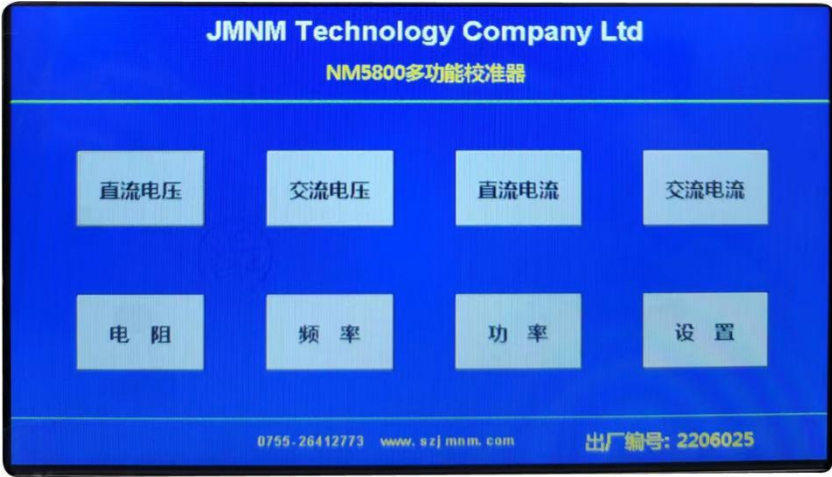 JMNM Technology Company Ltd
NM5800多功能校准器
直流电压 交流电压 直流电流 交流电流
电 阻 频 率 功 率 设 置
0755-26412773 www.szjmnm.com 出厂编号: 2206025